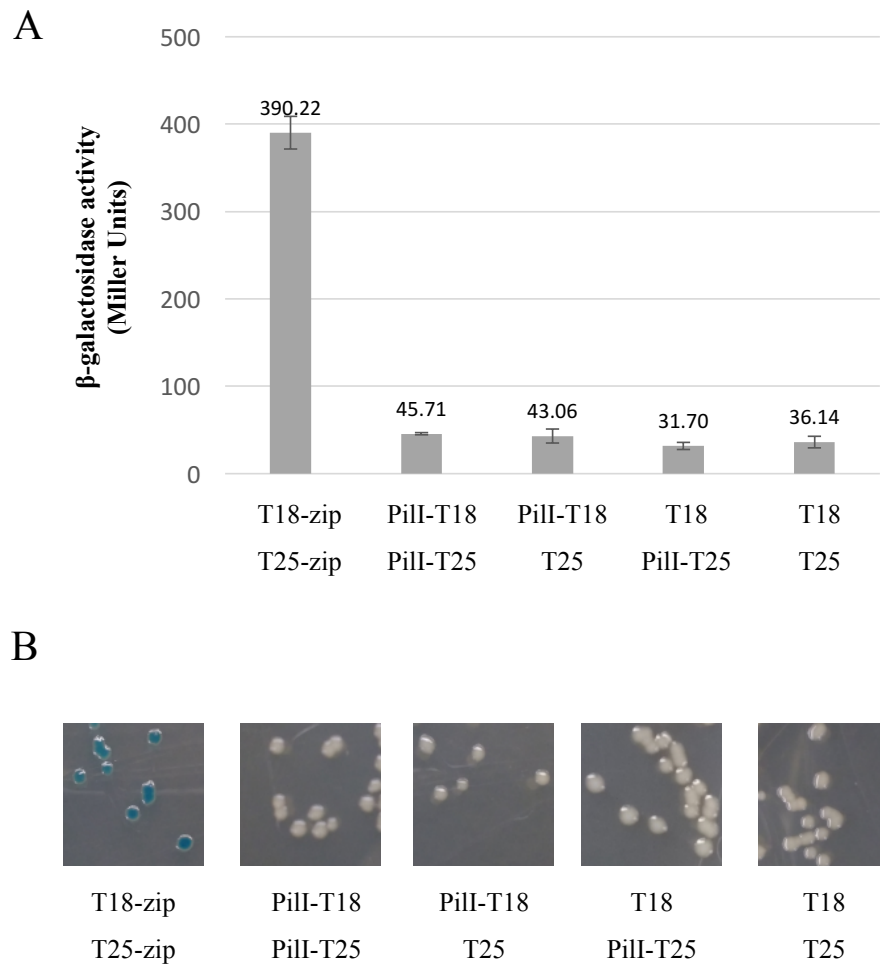 A
β-galactosidase activity
(Miller Units)
500
400
300
200
100
0
390.22
45.71
43.06
31.70
36.14
T18-zip PilI-T18 PilI-T18 T18 T18
T25-zip PilI-T25 T25 PilI-T25 T25
B
T18-zip PilI-T18 PilI-T18 T18 T18
T25-zip PilI-T25 T25 PilI-T25 T25